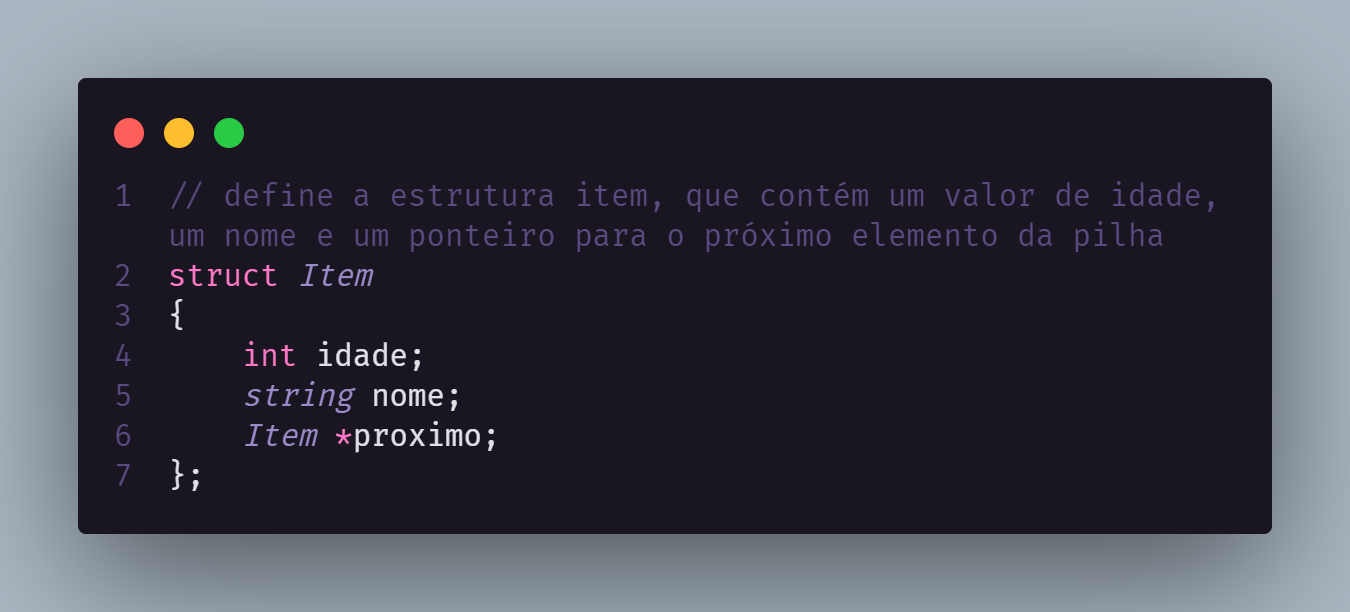 1 // define a estrutura item, que contém um valor de idade,
um nome e um ponteiro para o próximo elemento da pilha
2 struct Item
3 {
4     int idade;
5     string nome;
6     Item *proximo;
7 };